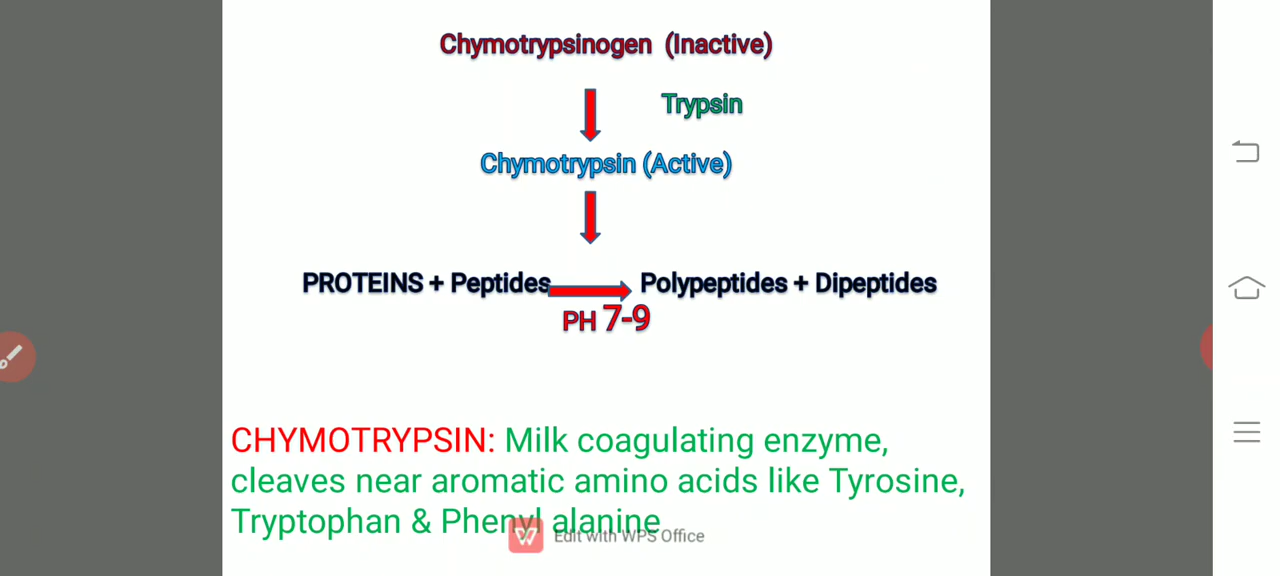 Chymotrypsinogen (Inactive)
Trypsin
Chymotrypsin (Active)
PROTEINS + Peptides Polypeptides + Dipeptides
PH 7-9
CHYMOTRYPSIN: Milk coagulating enzyme,
cleaves near aromatic amino acids like Tyrosine,
Tryptophan & Phenyl alanine
W Edit with WPS Office